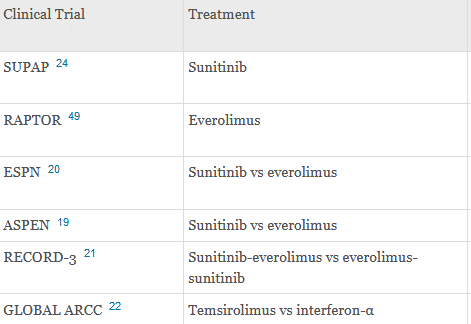 Clinical Trial Treatment
SUPAP 24 Sunitinib
RAPTOR 49 Everolimus
ESPN 20 Sunitinib vs everolimus
ASPEN 19 Sunitinib vs everolimus
RECORD-3 21 Sunitinib-everolimus vs everolimus-
sunitinib
GLOBAL ARCC 22 Temsirolimus vs interferon-α